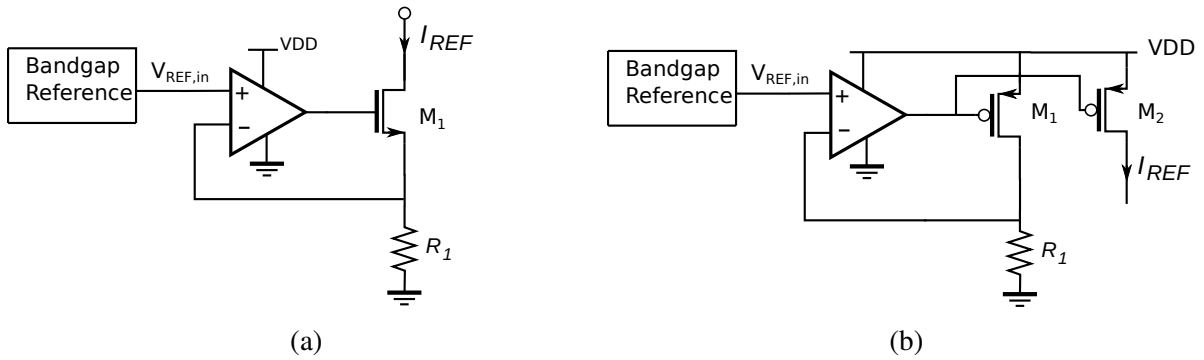 Bandgap
Reference
V_REF,in
+
−
VDD
I_REF
M_1
R_1
(a)
Bandgap
Reference
V_REF,in
+
−
VDD
M_1
M_2
I_REF
R_1
(b)